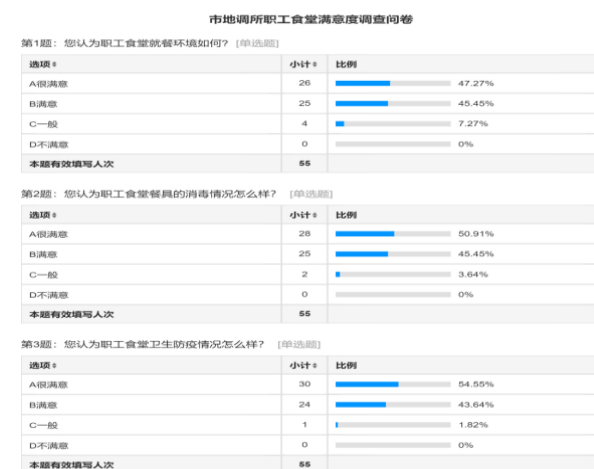 市地调所职工食堂满意度调查问卷
第1题：您认为职工食堂就餐环境如何？ [单选题]
选项 小计 比例
A很满意 26 47.27%
B满意 25 45.45%
C一般 4 7.27%
D不满意 0 0%
本题有效填写人次 55
第2题：您认为职工食堂餐具的消毒情况怎么样？ [单选题]
选项 小计 比例
A很满意 28 50.91%
B满意 25 45.45%
C一般 2 3.64%
D不满意 0 0%
本题有效填写人次 55
第3题：您认为职工食堂卫生防疫情况怎么样？ [单选题]
选项 小计 比例
A很满意 30 54.55%
B满意 24 43.64%
C一般 1 1.82%
D不满意 0 0%
本题有效填写人次 55